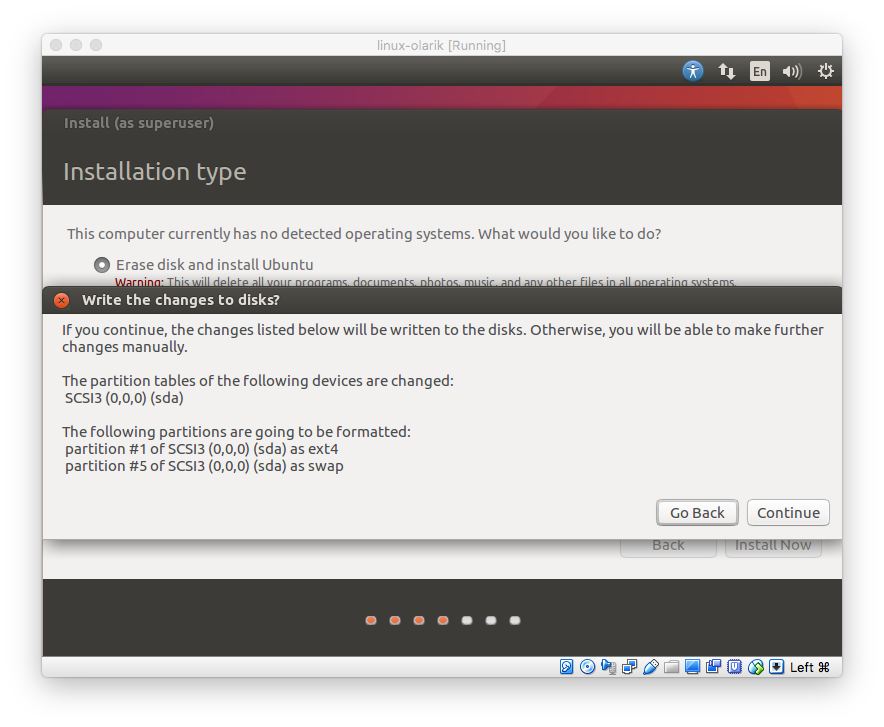 linux-olarik [Running]
En
Install (as superuser)
Installation type
This computer currently has no detected operating systems. What would you like to do?
Erase disk and install Ubuntu
Warning: This will delete all your programs, documents, photos, music, and any other files in all operating systems.
Write the changes to disks?
If you continue, the changes listed below will be written to the disks. Otherwise, you will be able to make further
changes manually.
The partition tables of the following devices are changed:
SCSI3 (0,0,0) (sda)
The following partitions are going to be formatted:
partition #1 of SCSI3 (0,0,0) (sda) as ext4
partition #5 of SCSI3 (0,0,0) (sda) as swap
Go Back Continue
Back Install Now
Left ⌘